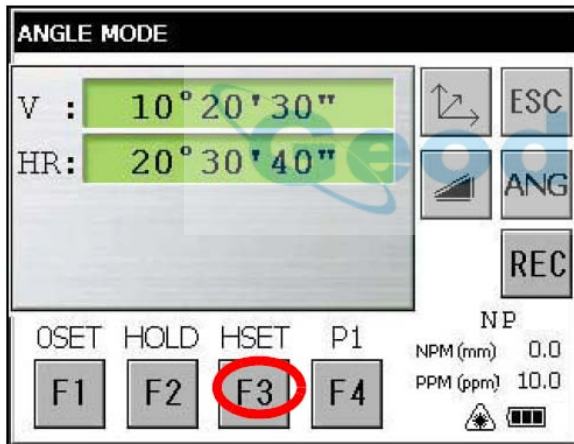 ANGLE MODE
V : 10°20'30"
HR: 20°30'40"
Geod
ESC
ANG
REC
0SET HOLD HSET P1
F1 F2 F3 F4
NP
NPM (mm) 0.0
PPM (ppm) 10.0